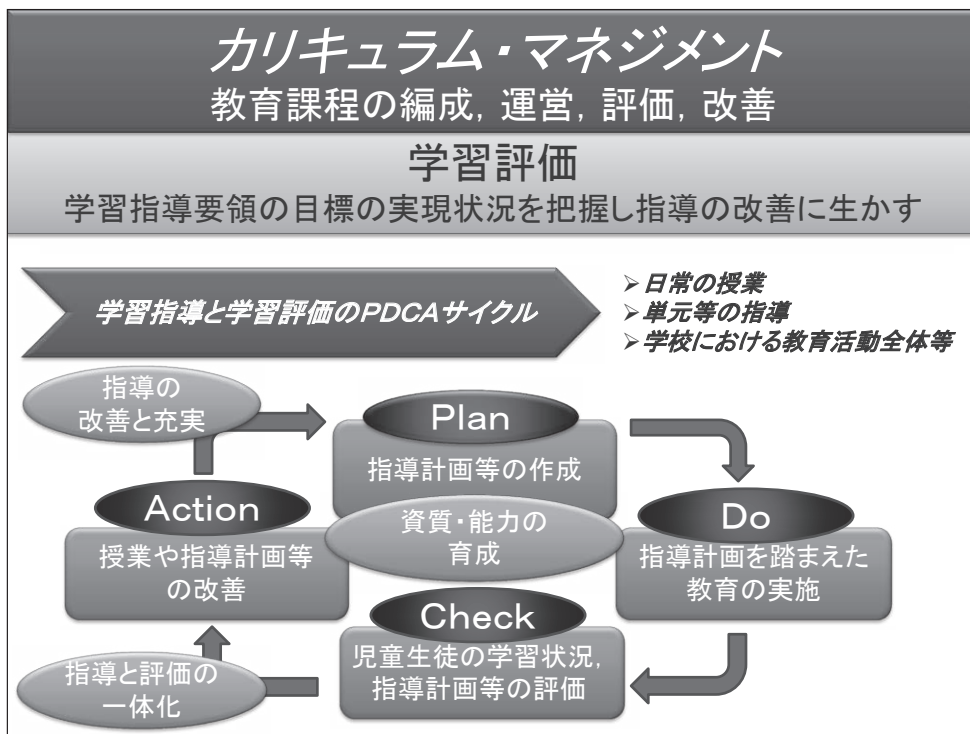 カリキュラム・マネジメント
教育課程の編成，運営，評価，改善
学習評価
学習指導要領の目標の実現状況を把握し指導の改善に生かす
学習指導と学習評価のPDCAサイクル
➢日常の授業
➢単元等の指導
➢学校における教育活動全体等
指導の
改善と充実
Plan
指導計画等の作成
Action
授業や指導計画等
の改善
資質・能力の
育成
Do
指導計画を踏まえた
教育の実施
Check
児童生徒の学習状況，
指導計画等の評価
指導と評価の
一体化